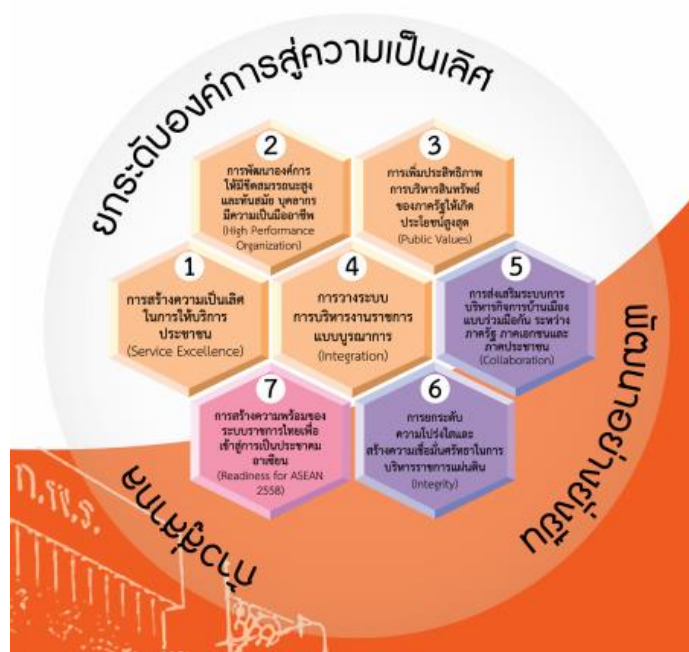 ยกระดับองค์การสู่ความเป็นเลิศ
2
การพัฒนาองค์การ
ให้มีขีดสมรรถนะสูง
และทันสมัย บุคลากร
มีความเป็นมืออาชีพ
(High Performance
Organization)
3
การเพิ่มประสิทธิภาพ
การบริหารสินทรัพย์
ของภาครัฐให้เกิด
ประโยชน์สูงสุด
(Public Values)
1
การสร้างความเป็นเลิศ
ในการให้บริการ
ประชาชน
(Service Excellence)
4
การวางระบบ
การบริหารงานราชการ
แบบบูรณาการ
(Integration)
5
การส่งเสริมระบบการ
บริหารกิจการบ้านเมือง
แบบร่วมมือกัน ระหว่าง
ภาครัฐ ภาคเอกชนและ
ภาคประชาชน
(Collaboration)
7
การสร้างความพร้อมของ
ระบบราชการไทยเพื่อ
เข้าสู่การเป็นประชาคม
อาเซียน
(Readiness for ASEAN
2558)
6
การยกระดับ
ความโปร่งใสและ
สร้างความเชื่อมั่นศรัทธาในการ
บริหารราชการแผ่นดิน
(Integrity)
พัฒนาอย่างยั่งยืน
ก้าวสู่สากล
ก.พ.ร.